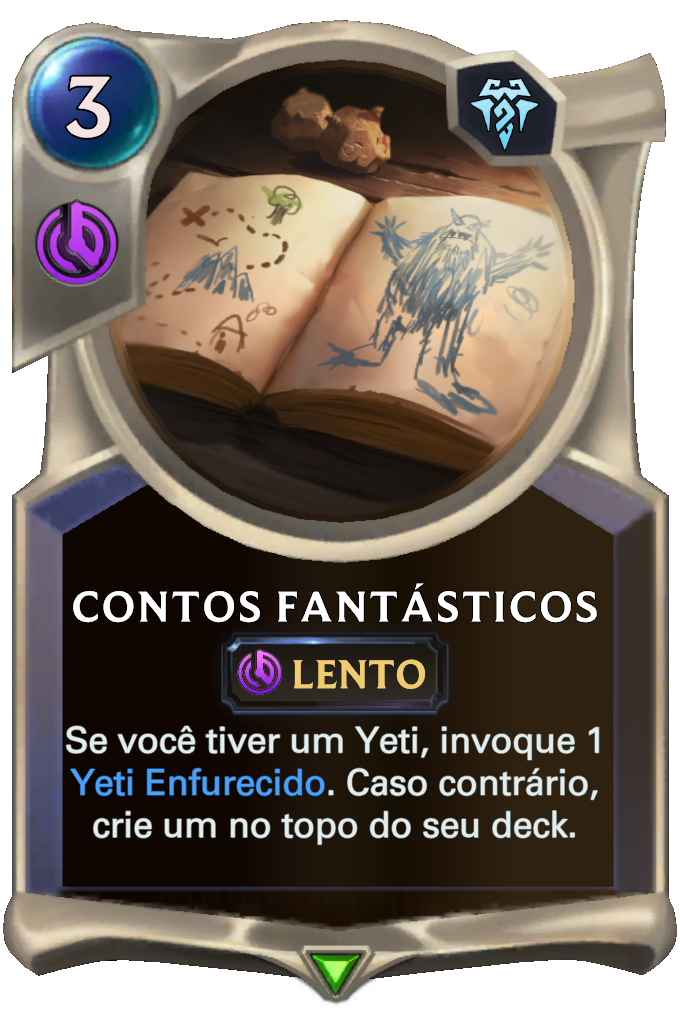 3
CONTOS FANTÁSTICOS
LENTO
Se você tiver um Yeti, invoque 1
Yeti Enfurecido. Caso contrário,
crie um no topo do seu deck.